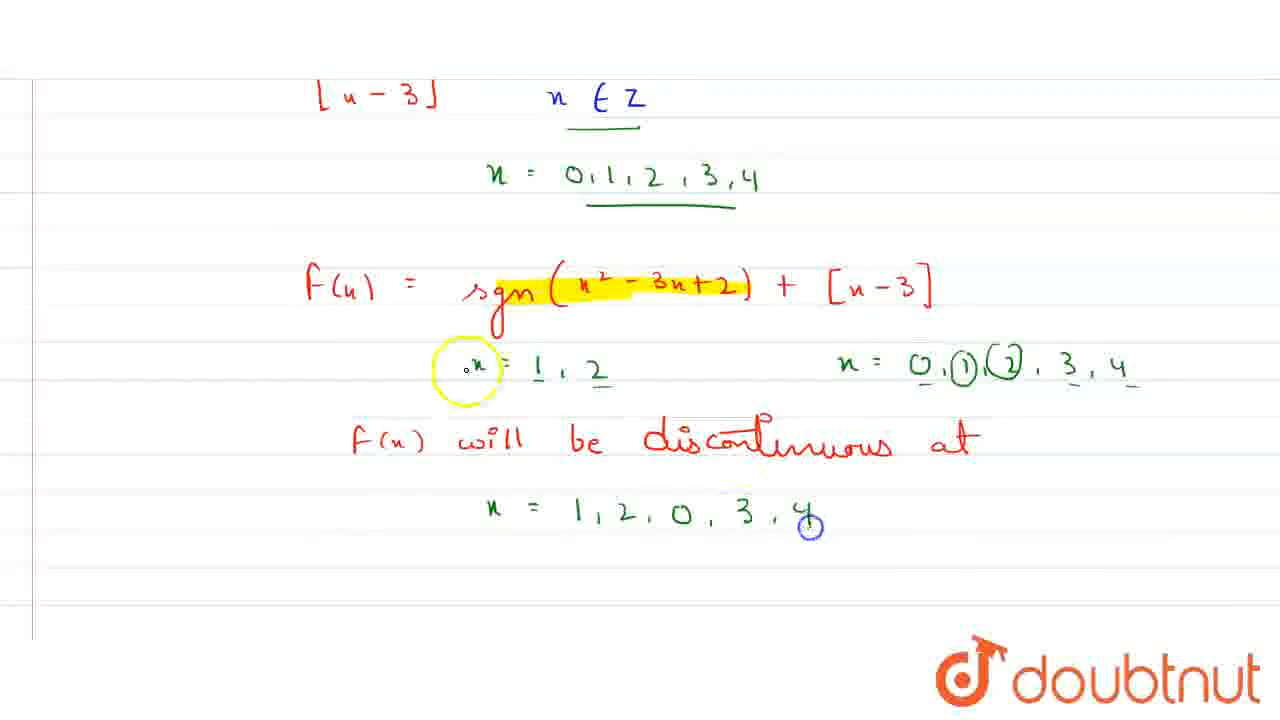 [x - 3] x ∈ Z
x = 0, 1, 2, 3, 4
f(x) = sgn(x² - 3x + 2) + [x - 3]
x = 1, 2 x = 0, 1, 2, 3, 4
f(x) will be discontinuous at
x = 1, 2, 0, 3, 4
doubtnut